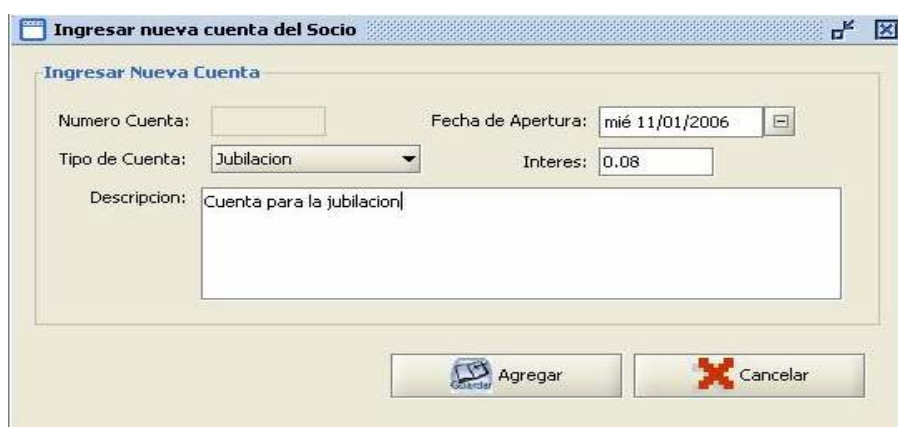 Ingresar nueva cuenta del Socio
Ingresar Nueva Cuenta
Numero Cuenta:
Fecha de Apertura: mié 11/01/2006
Tipo de Cuenta: Jubilacion
Interes: 0.08
Descripcion: Cuenta para la jubilacion
Guardar Agregar
Cancelar